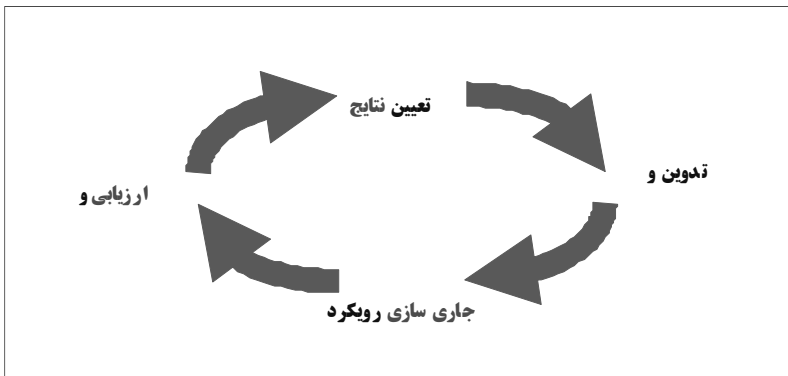 تعیین نتایج
تدوین و
جاری سازی رویکرد
ارزیابی و